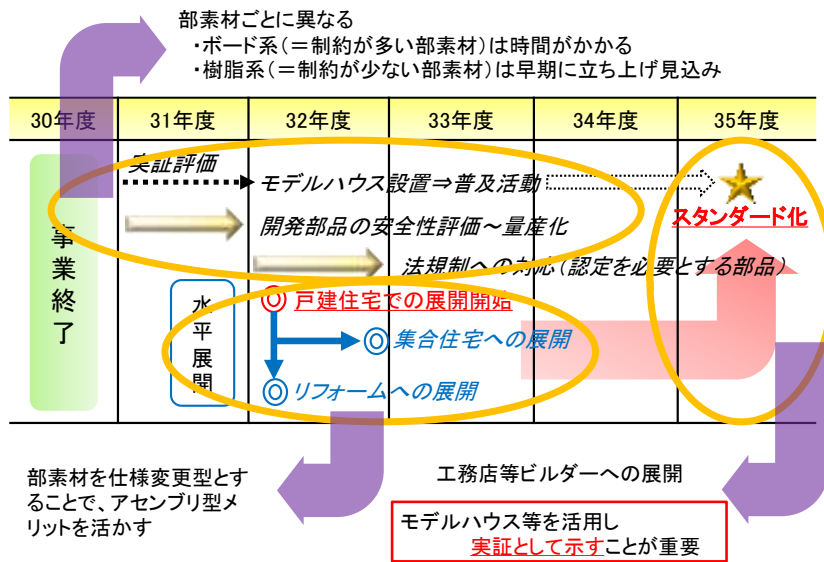 部素材ごとに異なる
・ボード系(＝制約が多い部素材)は時間がかかる
・樹脂系(＝制約が少ない部素材)は早期に立ち上げ見込み
30年度 31年度 32年度 33年度 34年度 35年度
事業終了
実証評価
モデルハウス設置⇒普及活動
スタンダード化
開発部品の安全性評価～量産化
法規制への対応(認定を必要とする部品)
水平展開
◎戸建住宅での展開開始
◎集合住宅への展開
◎リフォームへの展開
部素材を仕様変更型とす
ることで、アセンブリ型メ
リットを活かす
工務店等ビルダーへの展開
モデルハウス等を活用し
実証として示すことが重要